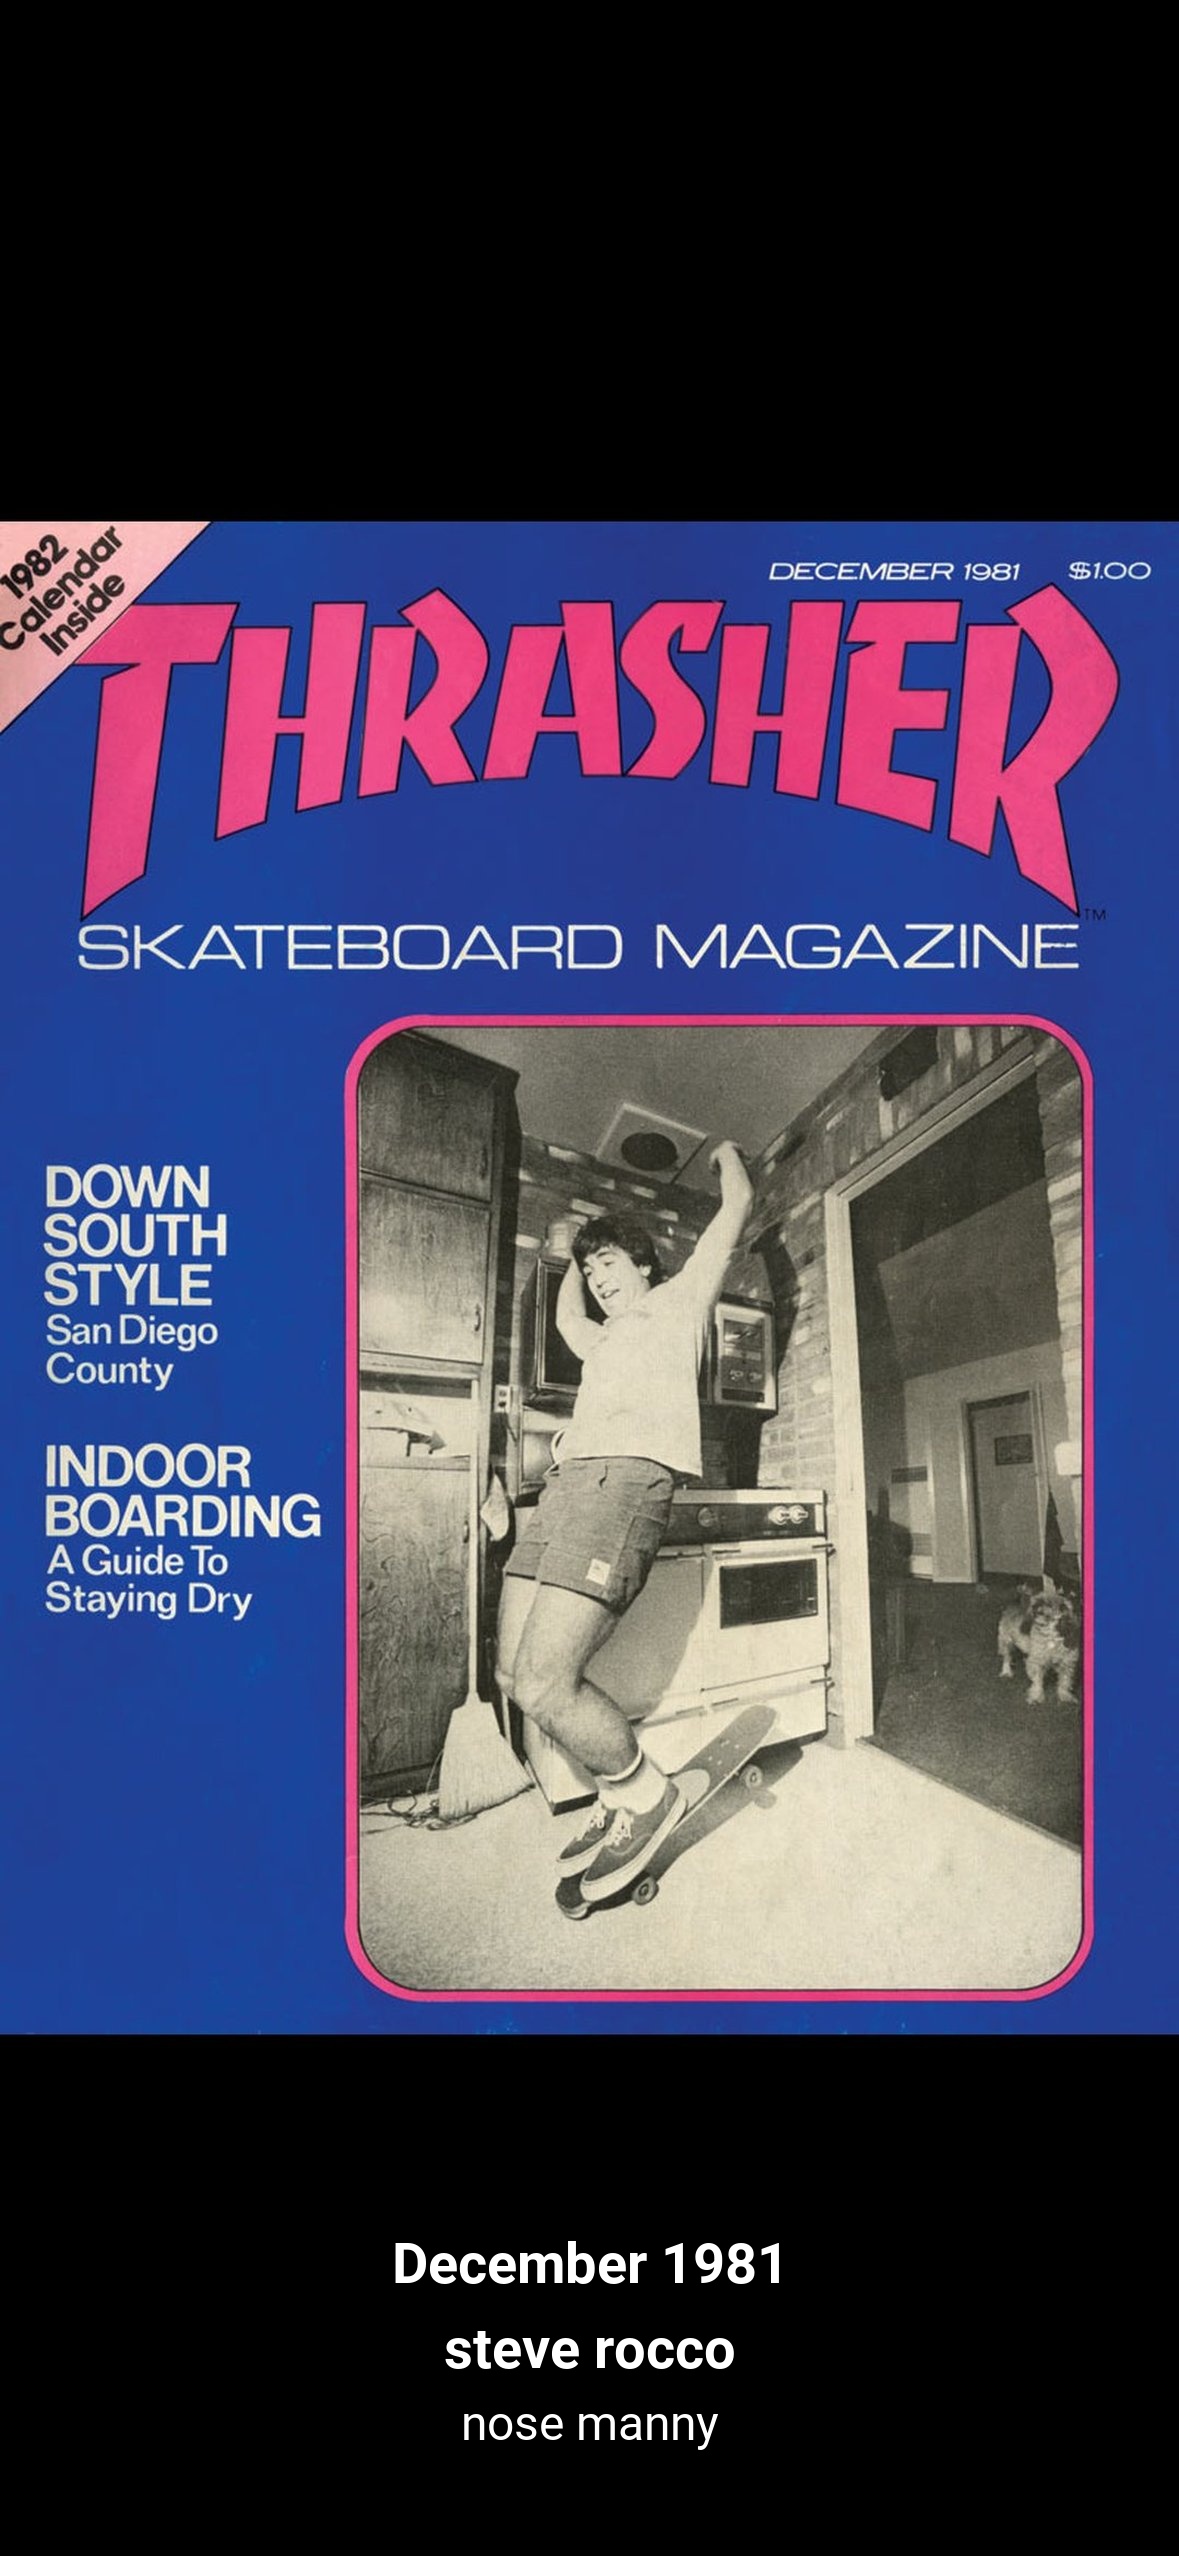 1982
Calendar
Inside
DECEMBER 1981 $1.00
THRASHER
TM
SKATEBOARD MAGAZINE
DOWN
SOUTH
STYLE
San Diego
County
INDOOR
BOARDING
A Guide To
Staying Dry
December 1981
steve rocco
nose manny